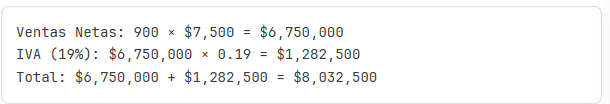 Ventas Netas: 900 × $7,500 = $6,750,000
IVA (19%): $6,750,000 × 0.19 = $1,282,500
Total: $6,750,000 + $1,282,500 = $8,032,500